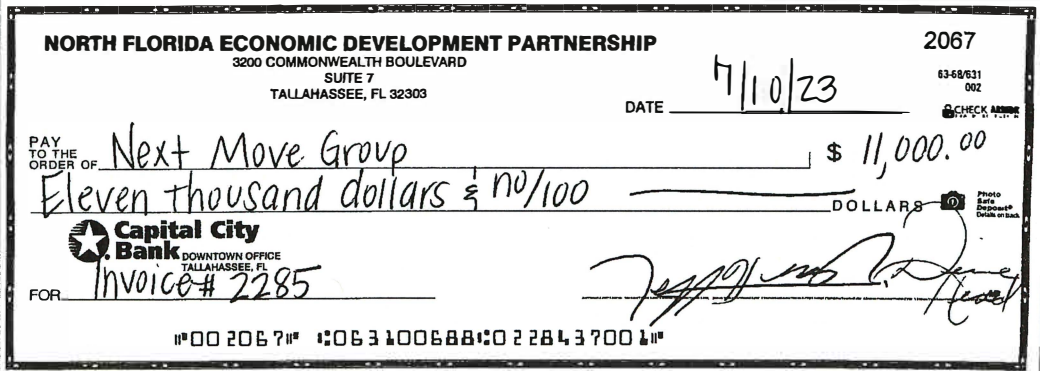 NORTH FLORIDA ECONOMIC DEVELOPMENT PARTNERSHIP
2067
3200 COMMONWEALTH BOULEVARD
SUITE 7
TALLAHASSEE, FL 32303
63-68/631
002
DATE 7/10/23
CHECK ARMOR
PAY TO THE ORDER OF Next Move Group $ 11,000.00
Eleven thousand dollars & no/100 DOLLARS
Photo Safe Deposit®
Details on back
Capital City Bank
DOWNTOWN OFFICE
TALLAHASSEE, FL
FOR Invoice# 2285
⑈002067⑈ ⑆063100688⑆0228437001⑈